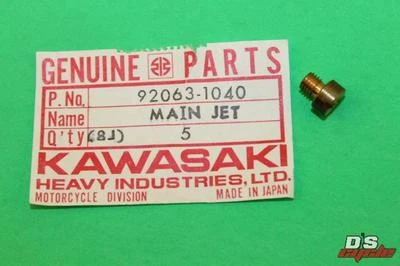 GENUINE PARTS
P. No. 92063-1040
Name MAIN JET
Q'ty (8J) 5
KAWASAKI
HEAVY INDUSTRIES, LTD.
MOTORCYCLE DIVISION MADE IN JAPAN
D'S
cycle